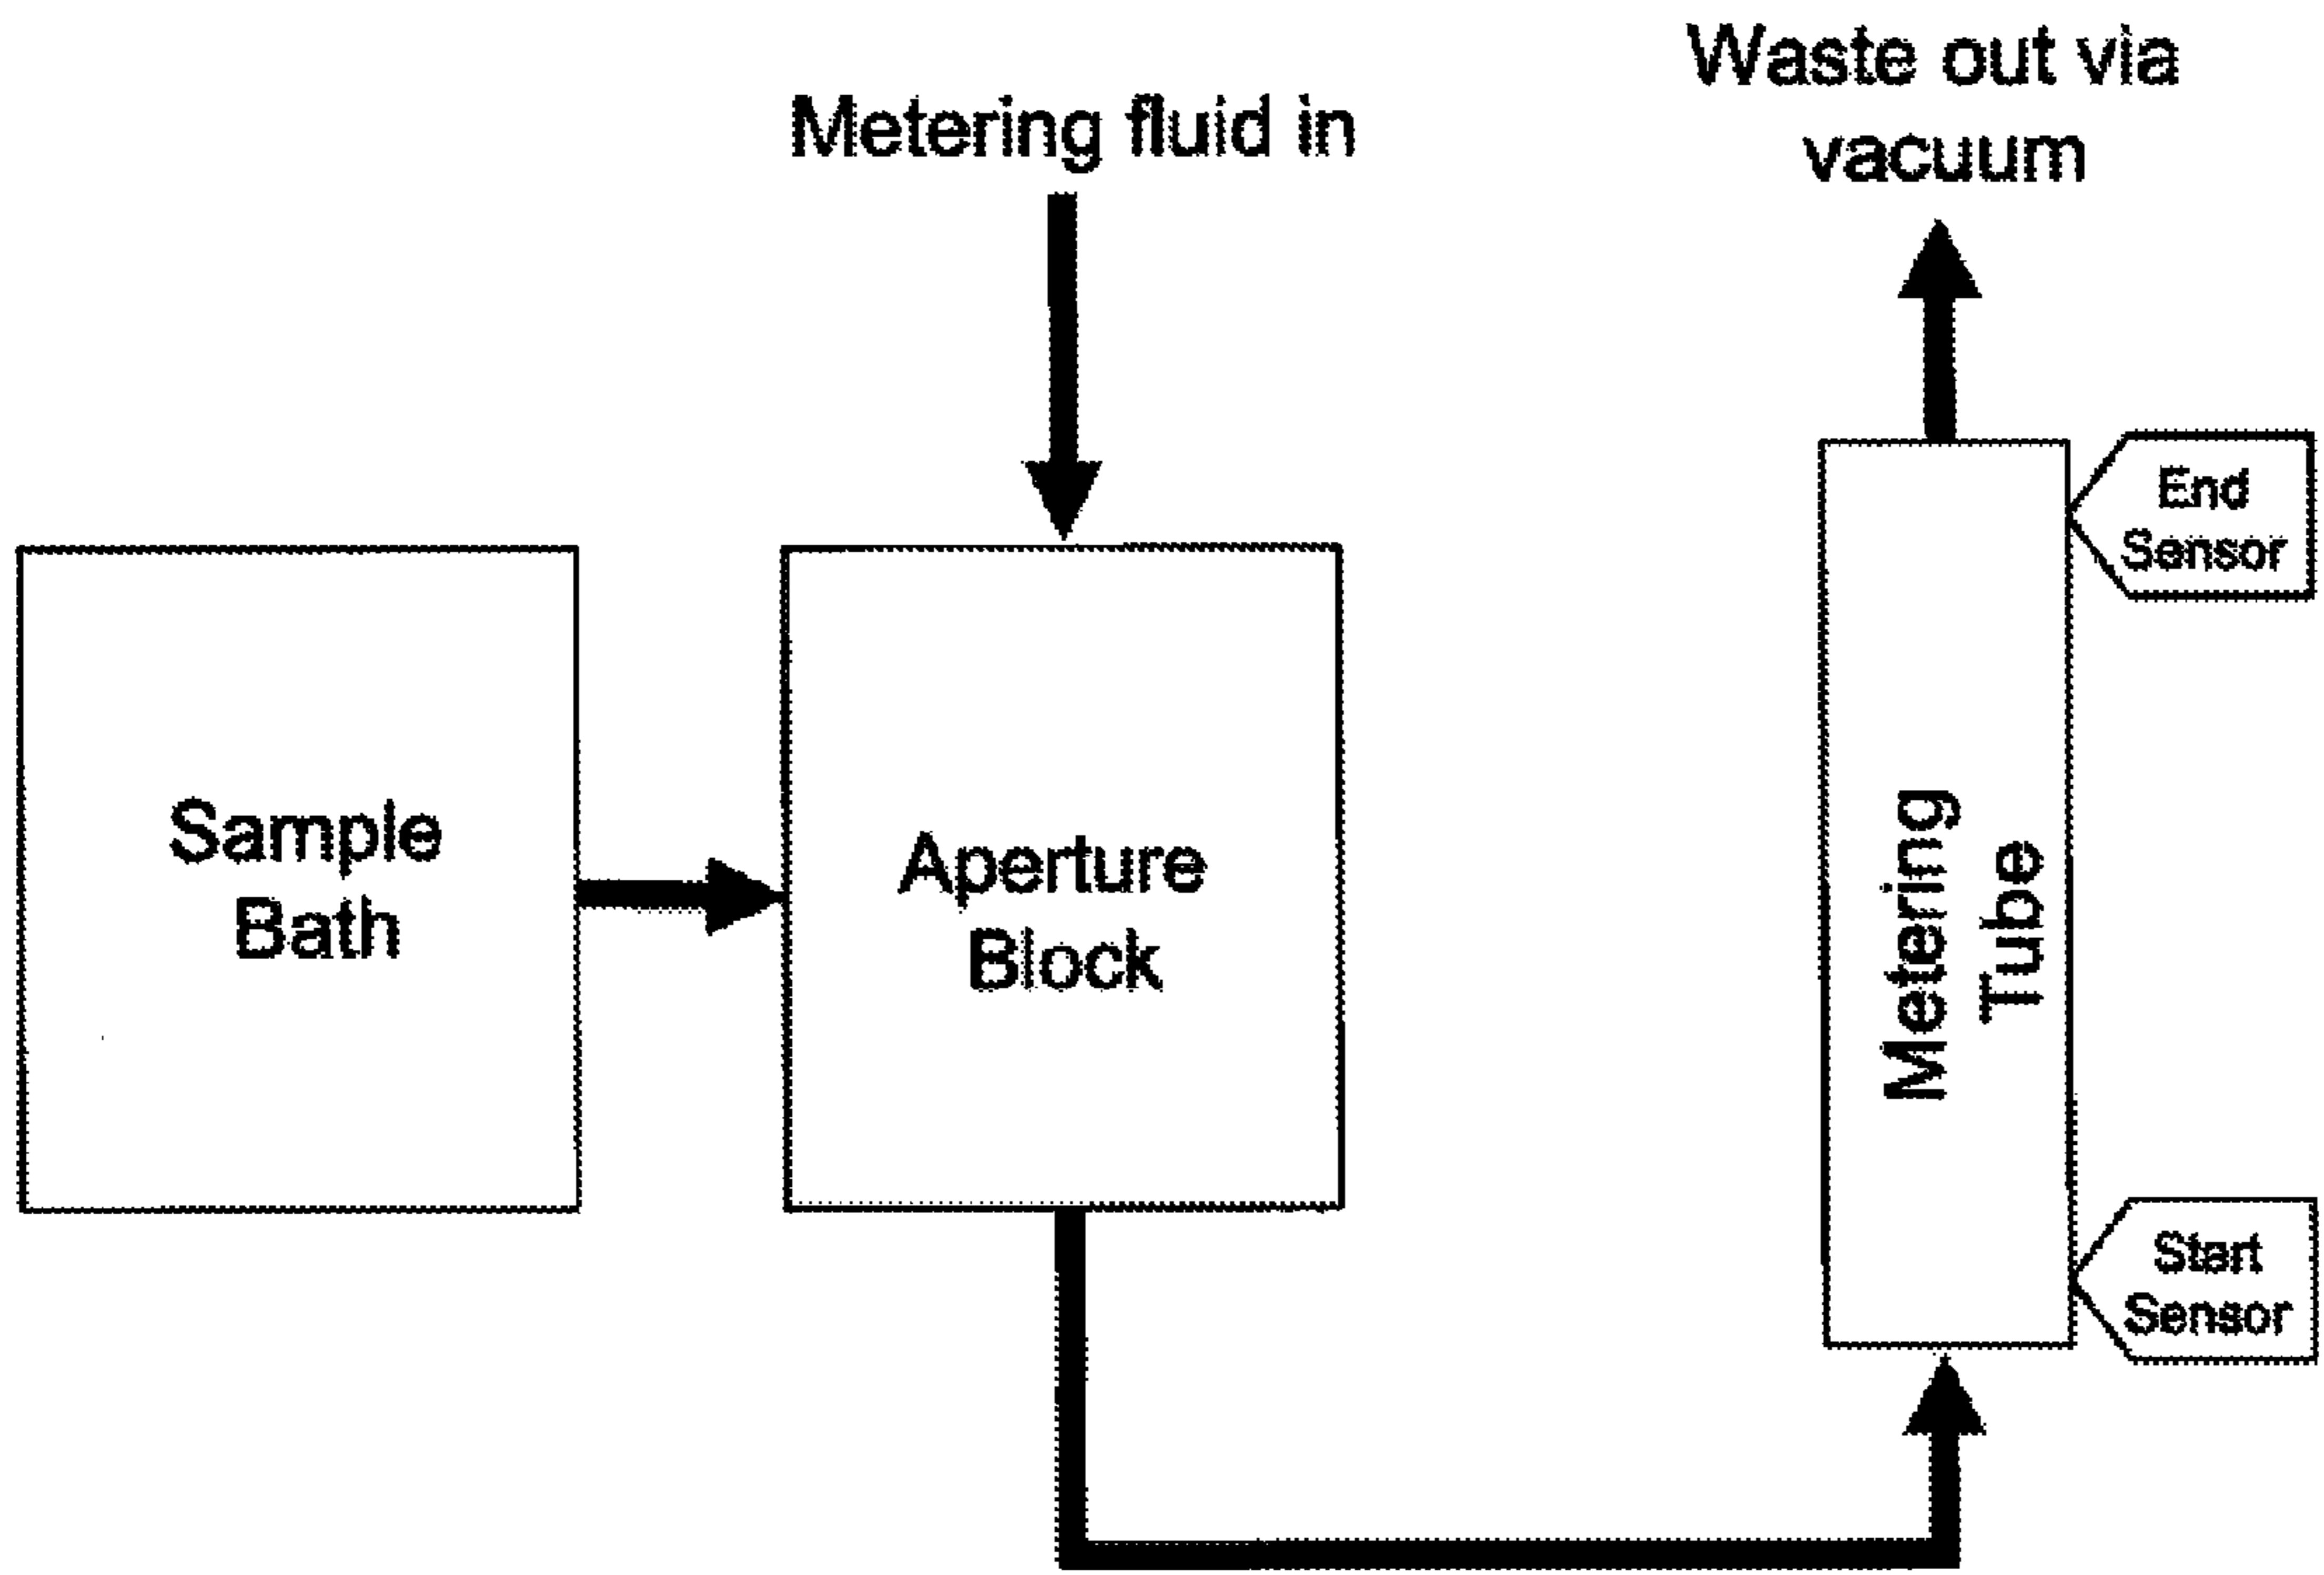 Metering fluid in
Waste out via
vacuum
Sample
Bath
Aperture
Block
Metering
Tube
End
Sensor
Start
Sensor